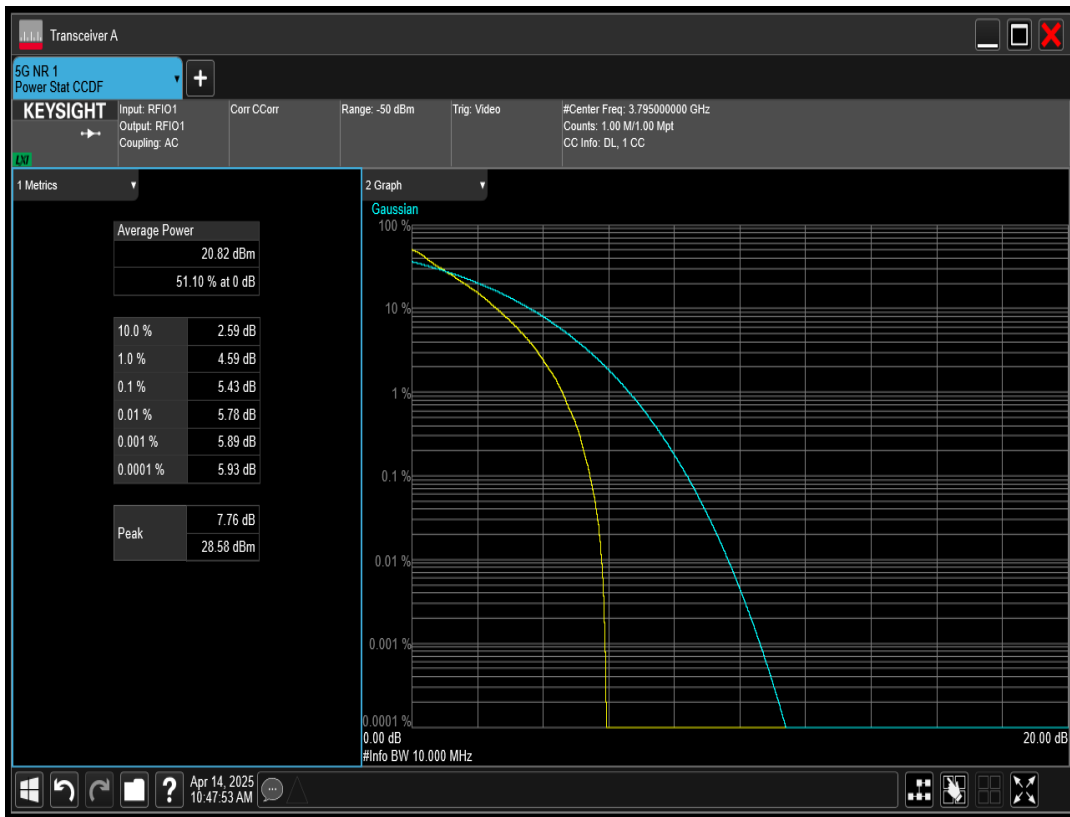 Transceiver A
5G NR 1
Power Stat CCDF
+
KEYSIGHT
LXI
Input: RFIO1
Output: RFIO1
Coupling: AC
Corr CCorr
Range: -50 dBm
Trig: Video
#Center Freq: 3.795000000 GHz
Counts: 1.00 M/1.00 Mpt
CC Info: DL, 1 CC
1 Metrics
Average Power
20.82 dBm
51.10 % at 0 dB
10.0 % 2.59 dB
1.0 % 4.59 dB
0.1 % 5.43 dB
0.01 % 5.78 dB
0.001 % 5.89 dB
0.0001 % 5.93 dB
Peak
7.76 dB
28.58 dBm
2 Graph
Gaussian
100 %
10 %
1 %
0.1 %
0.01 %
0.001 %
0.0001 %
0.00 dB 20.00 dB
#Info BW 10.000 MHz
?
Apr 14, 2025
10:47:53 AM